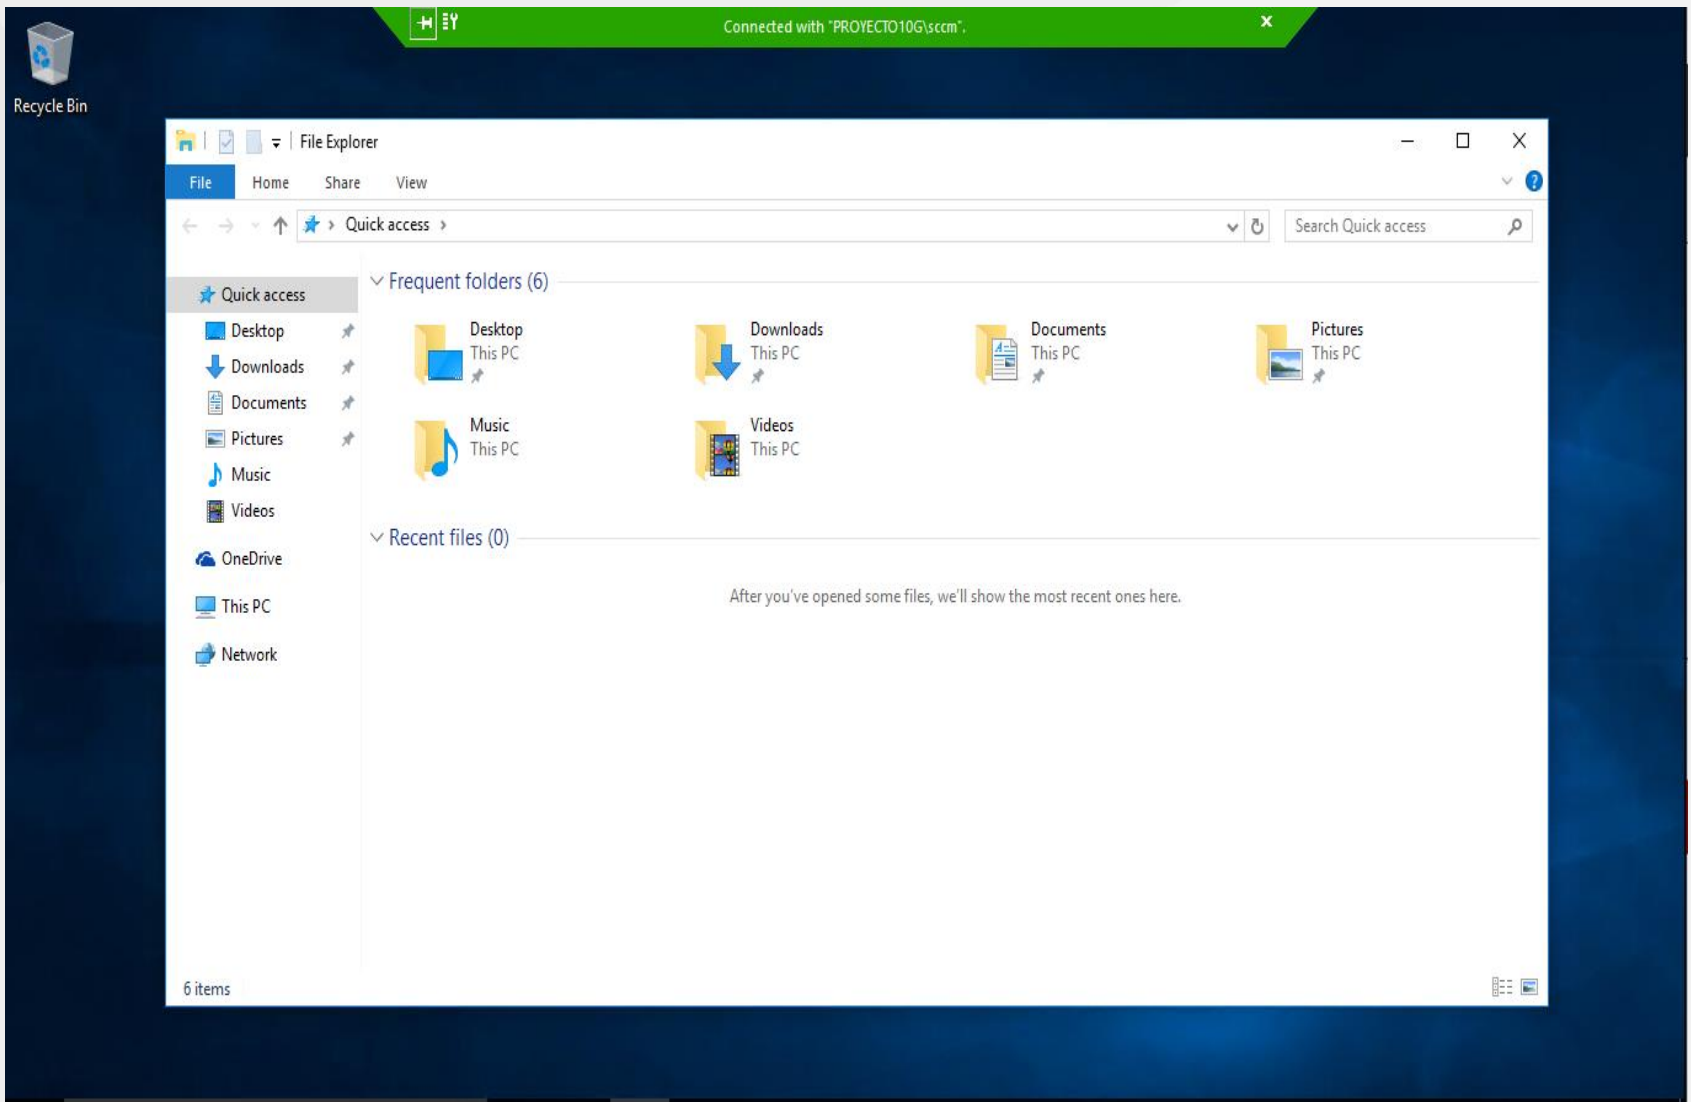 Connected with "PROYECTO10G\sccm".
Recycle Bin
File Explorer
File Home Share View
Quick access
Search Quick access
Quick access
Desktop
Downloads
Documents
Pictures
Music
Videos
OneDrive
This PC
Network
Frequent folders (6)
Desktop
This PC
Downloads
This PC
Documents
This PC
Pictures
This PC
Music
This PC
Videos
This PC
Recent files (0)
After you've opened some files, we'll show the most recent ones here.
6 items